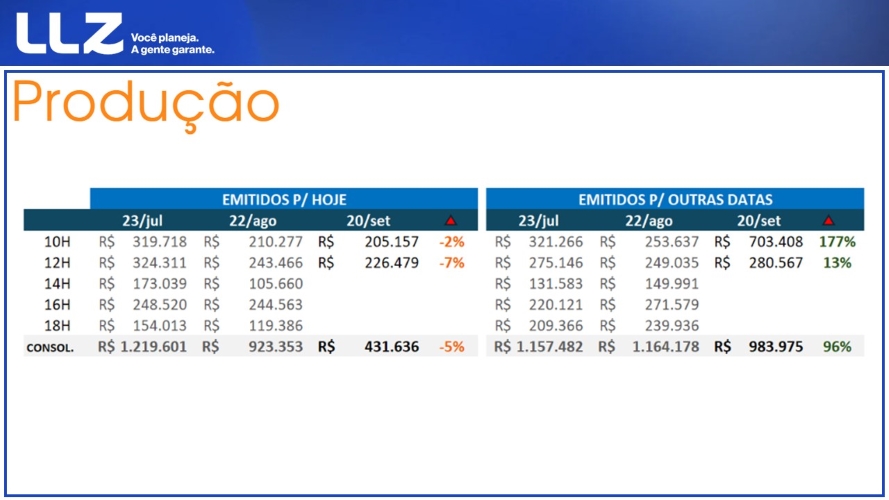 LLZ Você planeja.
A gente garante.
Produção
EMITIDOS P/ HOJE EMITIDOS P/ OUTRAS DATAS
23/jul 22/ago 20/set 23/jul 22/ago 20/set
10H R$ 319.718 R$ 210.277 R$ 205.157 -2% R$ 321.266 R$ 253.637 R$ 703.408 177%
12H R$ 324.311 R$ 243.466 R$ 226.479 -7% R$ 275.146 R$ 249.035 R$ 280.567 13%
14H R$ 173.039 R$ 105.660 R$ 131.583 R$ 149.991
16H R$ 248.520 R$ 244.563 R$ 220.121 R$ 271.579
18H R$ 154.013 R$ 119.386 R$ 209.366 R$ 239.936
CONSOL. R$ 1.219.601 R$ 923.353 R$ 431.636 -5% R$ 1.157.482 R$ 1.164.178 R$ 983.975 96%